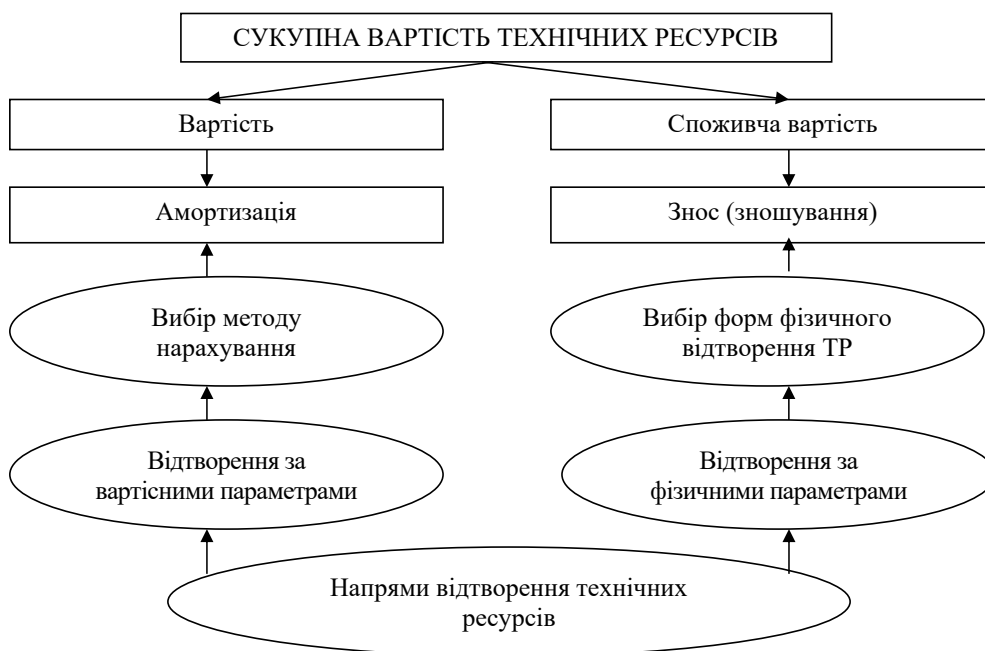 СУКУПНА ВАРТІСТЬ ТЕХНІЧНИХ РЕСУРСІВ
Вартість
Споживча вартість
Амортизація
Знос (зношування)
Вибір методу
нарахування
Вибір форм фізичного
відтворення ТР
Відтворення за
вартісними параметрами
Відтворення за
фізичними параметрами
Напрями відтворення технічних
ресурсів